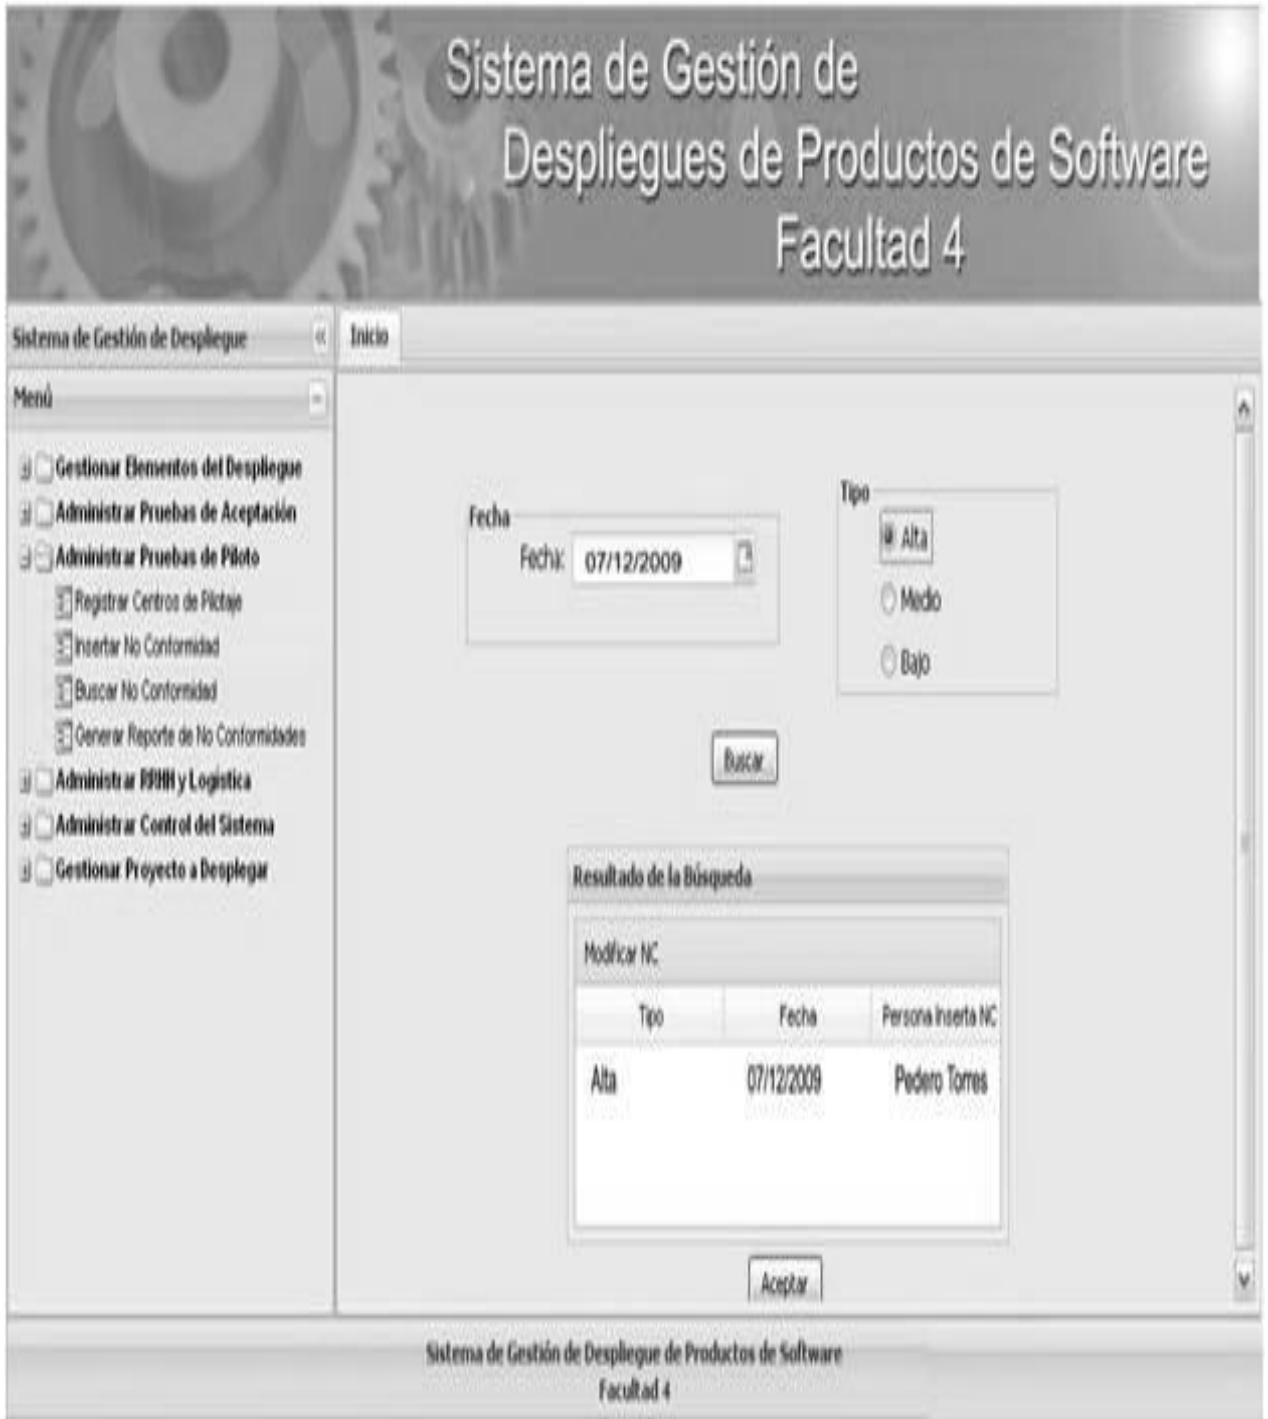 Sistema de Gestión de
Despliegues de Productos de Software
Facultad 4
Sistema de Gestión de Despliegue
Inicio
Menú
Gestionar Elementos del Despliegue
Administrar Pruebas de Aceptación
Administrar Pruebas de Piloto
Registrar Centros de Pilotaje
Insertar No Conformidad
Buscar No Conformidad
Generar Reporte de No Conformidades
Administrar RRHH y Logística
Administrar Control del Sistema
Gestionar Proyecto a Desplegar
Fecha
Fecha: 07/12/2009
Tipo
Alta
Medio
Bajo
Buscar
Resultado de la Búsqueda
Modificar NC
Tipo Fecha Persona Inserta NC
Alta 07/12/2009 Pedero Torres
Aceptar
Sistema de Gestión de Despliegue de Productos de Software
Facultad 4